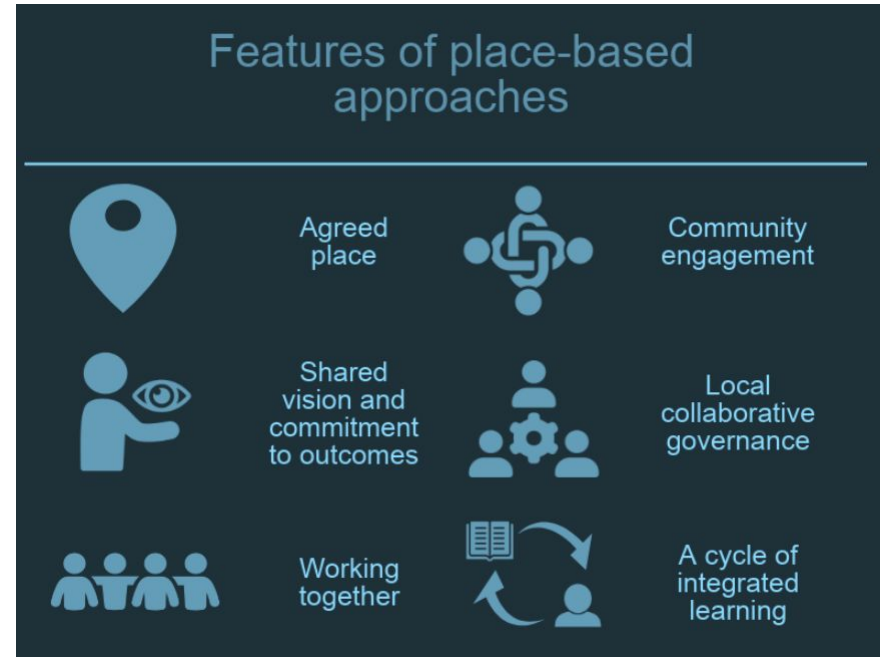 Features of place-based
approaches
Agreed
place
Community
engagement
Shared
vision and
commitment
to outcomes
Local
collaborative
governance
Working
together
A cycle of
integrated
learning